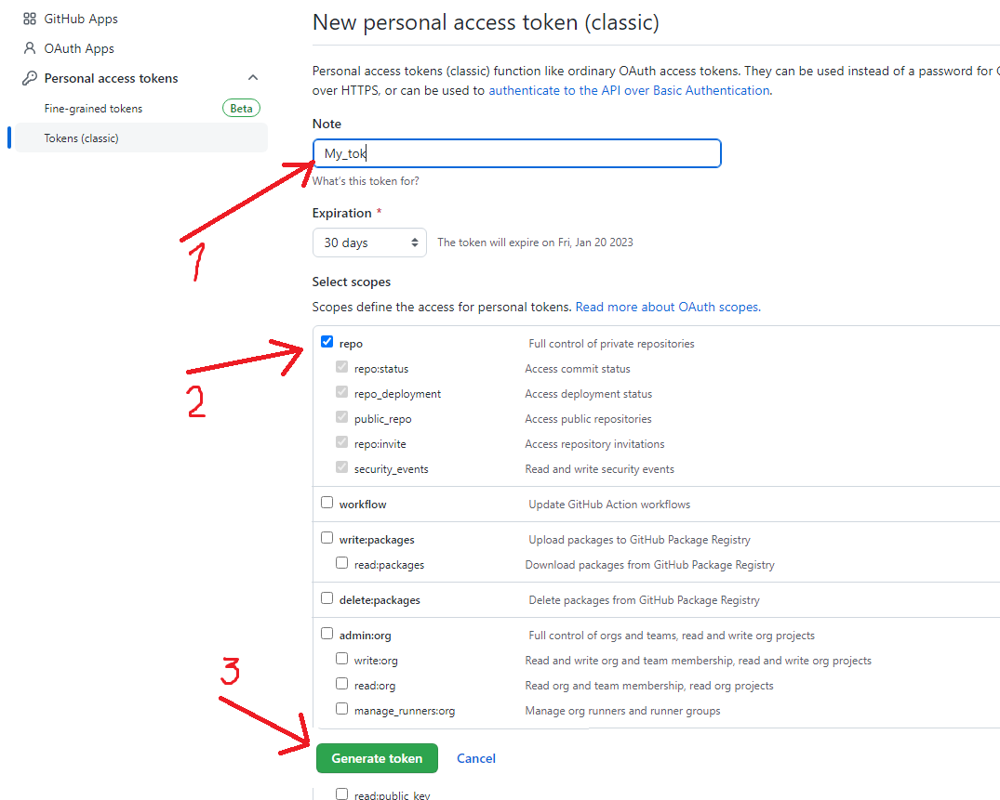 GitHub Apps
OAuth Apps
Personal access tokens
Fine-grained tokens Beta
Tokens (classic)
New personal access token (classic)
Personal access tokens (classic) function like ordinary OAuth access tokens. They can be used instead of a password for
over HTTPS, or can be used to authenticate to the API over Basic Authentication.
Note
My_tok
What's this token for?
1
Expiration *
30 days The token will expire on Fri, Jan 20 2023
Select scopes
Scopes define the access for personal tokens. Read more about OAuth scopes.
2
repo Full control of private repositories
repo:status Access commit status
repo_deployment Access deployment status
public_repo Access public repositories
repo:invite Access repository invitations
security_events Read and write security events
workflow Update GitHub Action workflows
write:packages Upload packages to GitHub Package Registry
read:packages Download packages from GitHub Package Registry
delete:packages Delete packages from GitHub Package Registry
admin:org Full control of orgs and teams, read and write org projects
write:org Read and write org and team membership, read and write org projects
read:org Read org and team membership, read org projects
manage_runners:org Manage org runners and runner groups
3
Generate token Cancel
read:public_key